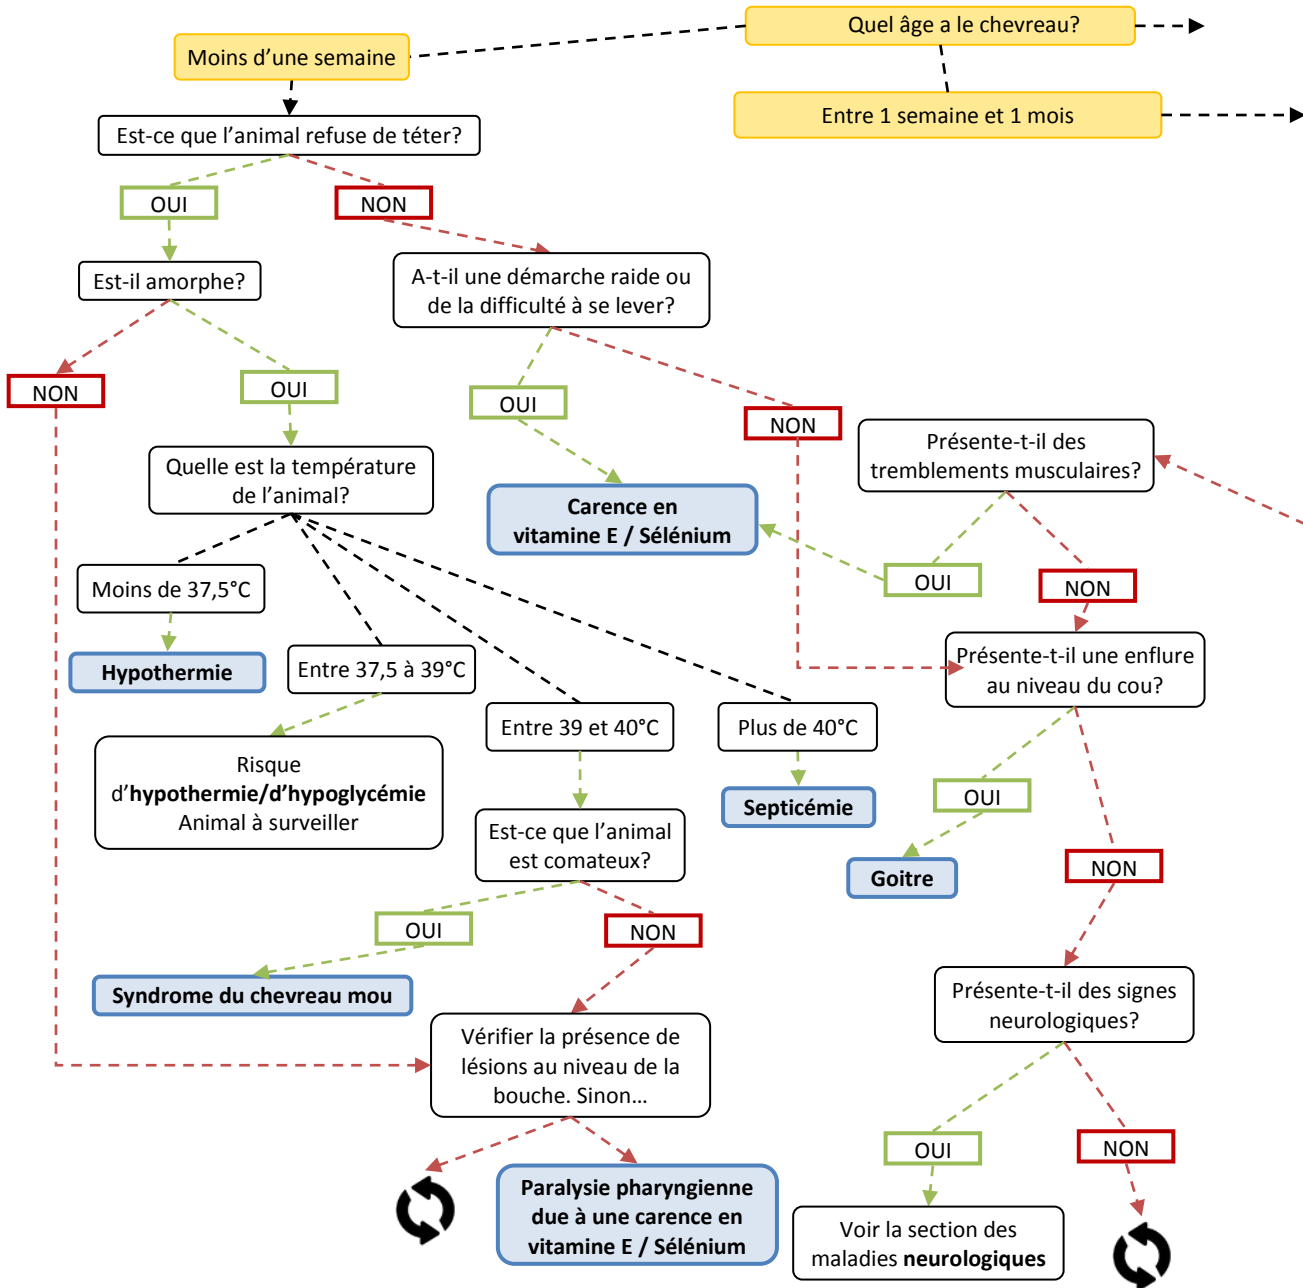 Quel âge a le chevreau?
Moins d’une semaine
Entre 1 semaine et 1 mois
Est-ce que l’animal refuse de téter?
OUI
NON
Est-il amorphe?
A-t-il une démarche raide ou
de la difficulté à se lever?
NON
OUI
OUI
NON
Quelle est la température
de l’animal?
Présente-t-il des
tremblements musculaires?
Carence en
vitamine E / Sélénium
OUI
NON
Moins de 37,5°C
Hypothermie
Entre 37,5 à 39°C
Présente-t-il une enflure
au niveau du cou?
Entre 39 et 40°C
Plus de 40°C
Risque
d’hypothermie/d’hypoglycémie
Animal à surveiller
Septicémie
OUI
Est-ce que l’animal
est comateux?
Goitre
NON
OUI
NON
Syndrome du chevreau mou
Présente-t-il des signes
neurologiques?
Vérifier la présence de
lésions au niveau de la
bouche. Sinon…
OUI
NON
Paralysie pharyngienne
due à une carence en
vitamine E / Sélénium
Voir la section des
maladies neurologiques